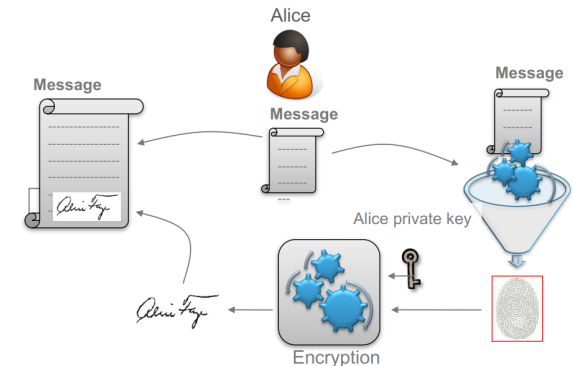 Alice
Message
Message
Message
Alice private key
Encryption